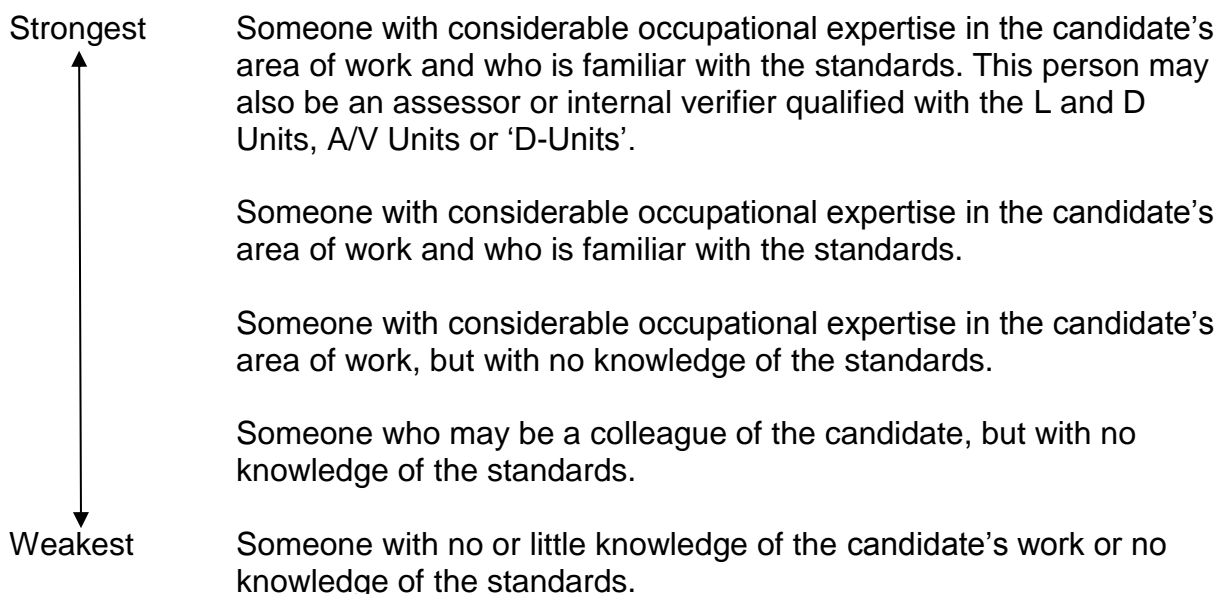 Strongest Someone with considerable occupational expertise in the candidate’s
area of work and who is familiar with the standards. This person may
also be an assessor or internal verifier qualified with the L and D
Units, A/V Units or ‘D-Units’.
Someone with considerable occupational expertise in the candidate’s
area of work and who is familiar with the standards.
Someone with considerable occupational expertise in the candidate’s
area of work, but with no knowledge of the standards.
Someone who may be a colleague of the candidate, but with no
knowledge of the standards.
Weakest Someone with no or little knowledge of the candidate’s work or no
knowledge of the standards.